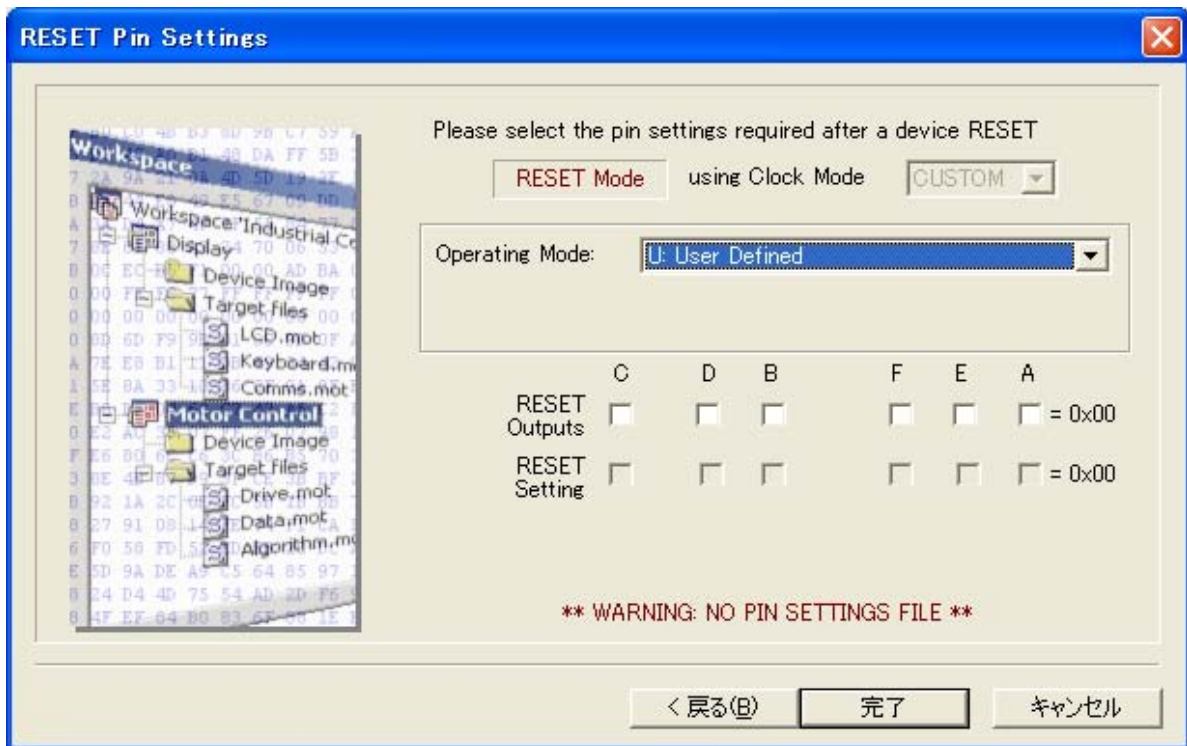 RESET Pin Settings
Please select the pin settings required after a device RESET
RESET Mode using Clock Mode CUSTOM
Operating Mode: U: User Defined
C D B F E A
RESET Outputs = 0x00
RESET Setting = 0x00
** WARNING: NO PIN SETTINGS FILE **
< 戻る(B) 完了 キャンセル
Workspace
Workspace 'Industrial Co
Display
Device Image
Target files
LCD.mot
Keyboard.m
Comms.mot
Motor Control
Device Image
Target files
Drive.mot
Data.mot
Algorithm.mo